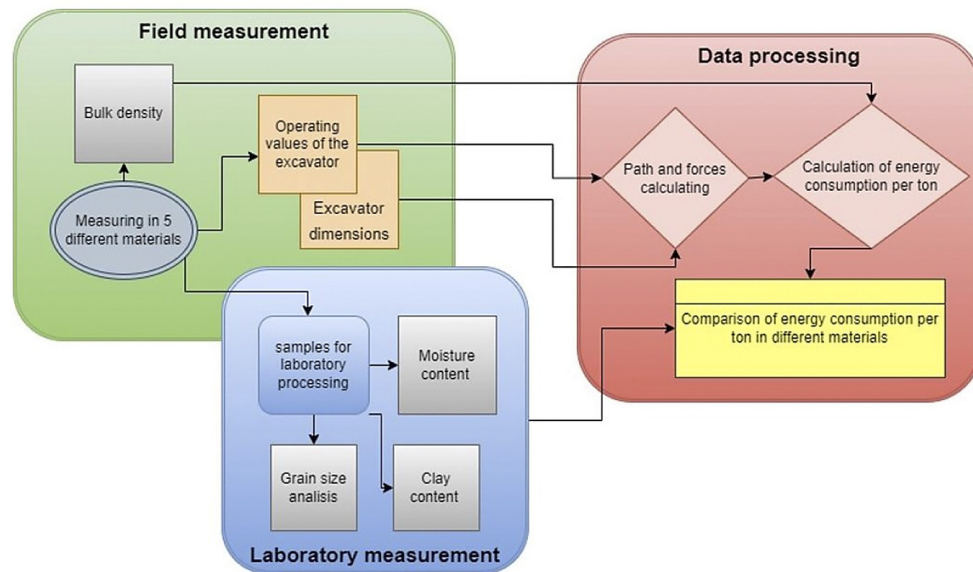 Field measurement
Bulk density
Operating
values of the
excavator
Excavator
dimensions
Measuring in 5
different materials
Data processing
Path and forces
calculating
Calculation of energy
consumption per
ton
Comparison of energy consumption per
ton in different materials
samples for
laboratory
processing
Moisture
content
Grain size
analisis
Clay
content
Laboratory measurement